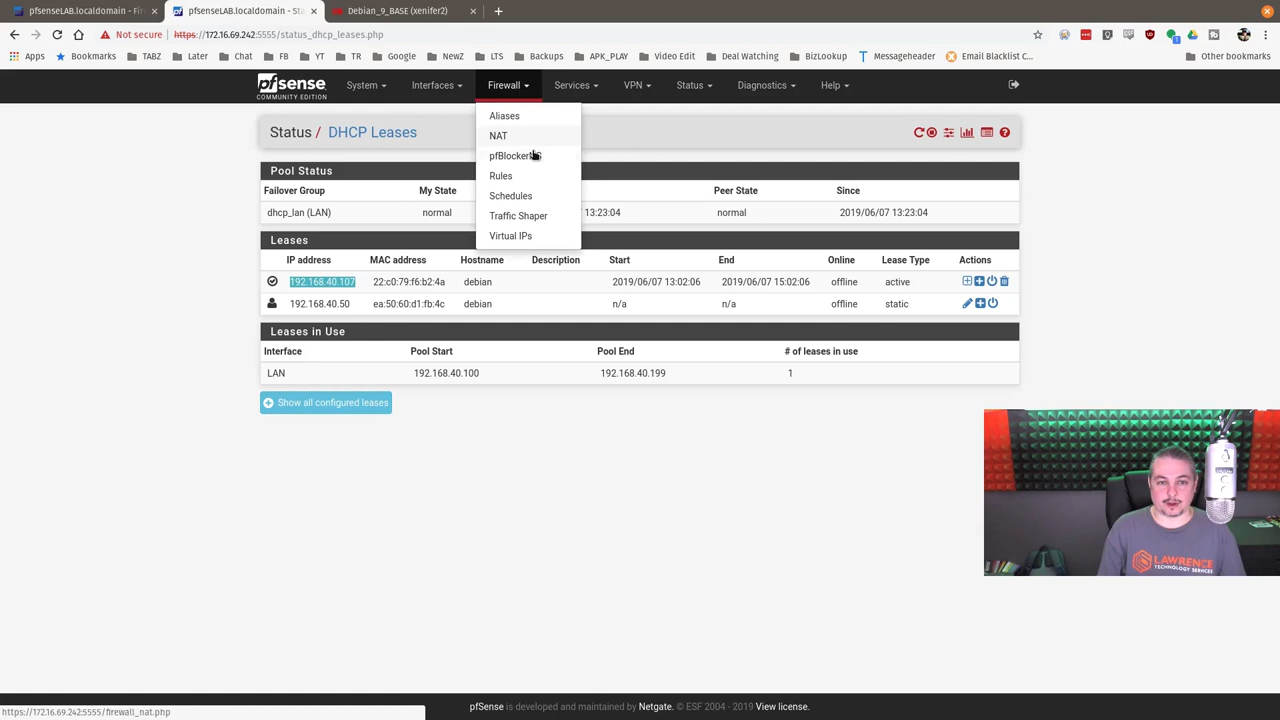 pfsenseLAB.localdomain - Fir
pfsenseLAB.localdomain - Sta
Debian_9_BASE (xenifer2)
Not secure
https://172.16.69.242:5555/status_dhcp_leases.php
Apps
Bookmarks
TABZ
Later
Chat
FB
YT
TR
Google
NewZ
LTS
Backups
APK_PLAY
Video Edit
Deal Watching
BizLookup
Messageheader
Email Blacklist C...
Other bookmarks
pfsense
COMMUNITY EDITION
System
Interfaces
Firewall
Services
VPN
Status
Diagnostics
Help
Aliases
NAT
pfBlockerNG
Rules
Schedules
Traffic Shaper
Virtual IPs
Status / DHCP Leases
Pool Status
Failover Group My State Peer State Since
dhcp_lan (LAN) normal 13:23:04 normal 2019/06/07 13:23:04
Leases
IP address MAC address Hostname Description Start End Online Lease Type Actions
192.168.40.107 22:c0:79:f6:b2:4a debian 2019/06/07 13:02:06 2019/06/07 15:02:06 offline active
192.168.40.50 ea:50:60:d1:fb:4c debian n/a n/a offline static
Leases in Use
Interface Pool Start Pool End # of leases in use
LAN 192.168.40.100 192.168.40.199 1
Show all configured leases
LAWRENCE
TECHNOLOGY SERVICES
pfSense is developed and maintained by Netgate. © ESF 2004 - 2019 View license.
https://172.16.69.242:5555/firewall_nat.php